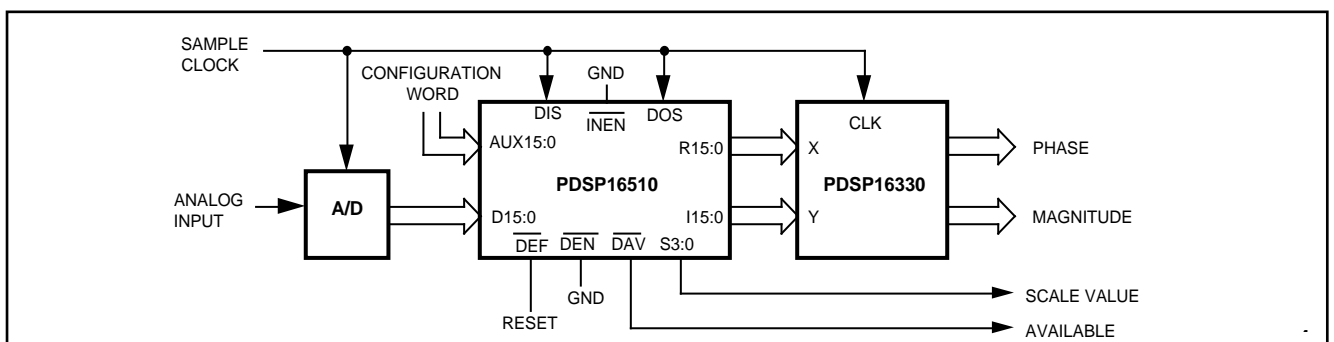 SAMPLE
CLOCK
CONFIGURATION
WORD
GND
DIS
INEN
DOS
CLK
AUX15:0
R15:0
X
PHASE
PDSP16510
PDSP16330
ANALOG
INPUT
A/D
D15:0
I15:0
Y
MAGNITUDE
DEF
DEN
DAV
S3:0
GND
RESET
SCALE VALUE
AVAILABLE